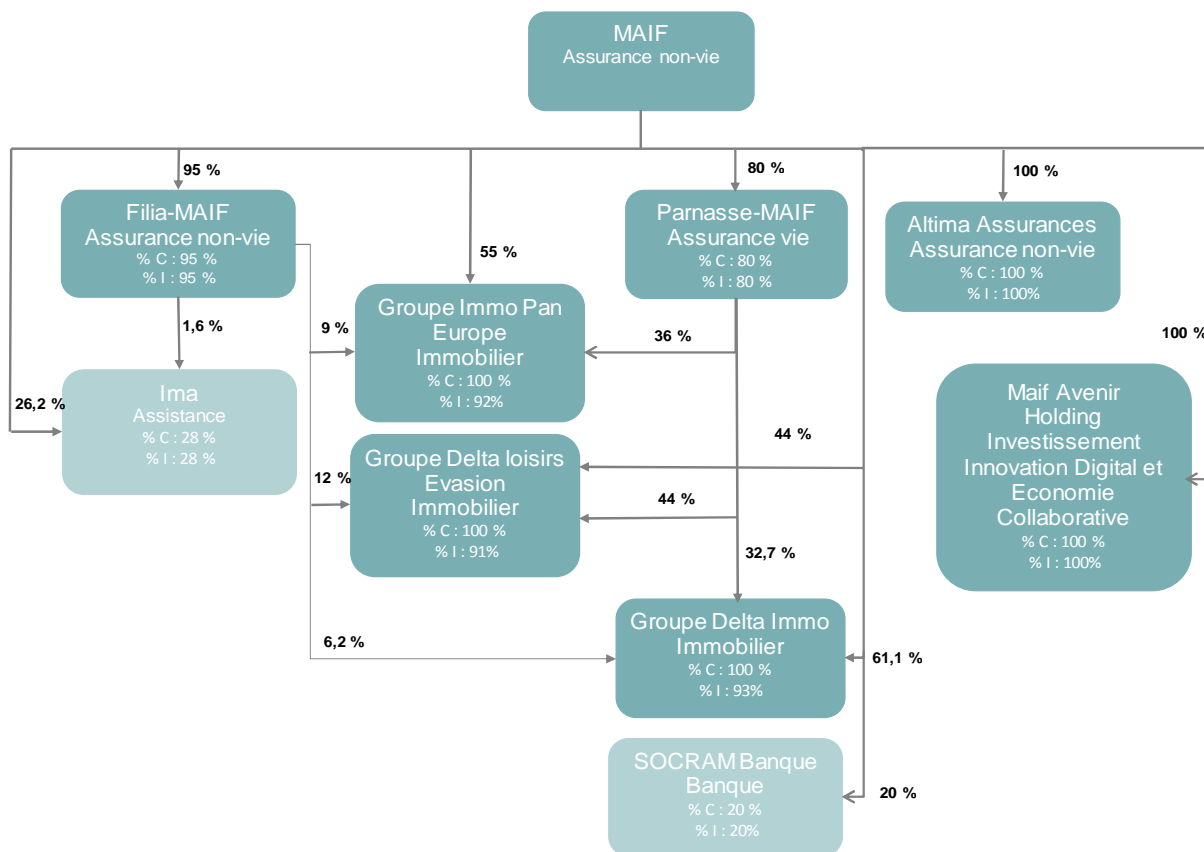 MAIF
Assurance non-vie
95 %
80 %
100 %
Filia-MAIF
Assurance non-vie
% C : 95 %
% I : 95 %
55 %
Parnasse-MAIF
Assurance vie
% C : 80 %
% I : 80 %
Altima Assurances
Assurance non-vie
% C : 100 %
% I : 100%
1,6 %
9 %
Groupe Immo Pan
Europe
Immobilier
% C : 100 %
% I : 92%
36 %
100 %
26,2 %
Ima
Assistance
% C : 28 %
% I : 28 %
Maif Avenir
Holding
Investissement
Innovation Digital et
Economie
Collaborative
% C : 100 %
% I : 100%
44 %
12 %
Groupe Delta loisirs
Evasion
Immobilier
% C : 100 %
% I : 91%
44 %
32,7 %
6,2 %
Groupe Delta Immo
Immobilier
% C : 100 %
% I : 93%
61,1 %
SOCRAM Banque
Banque
% C : 20 %
% I : 20%
20 %